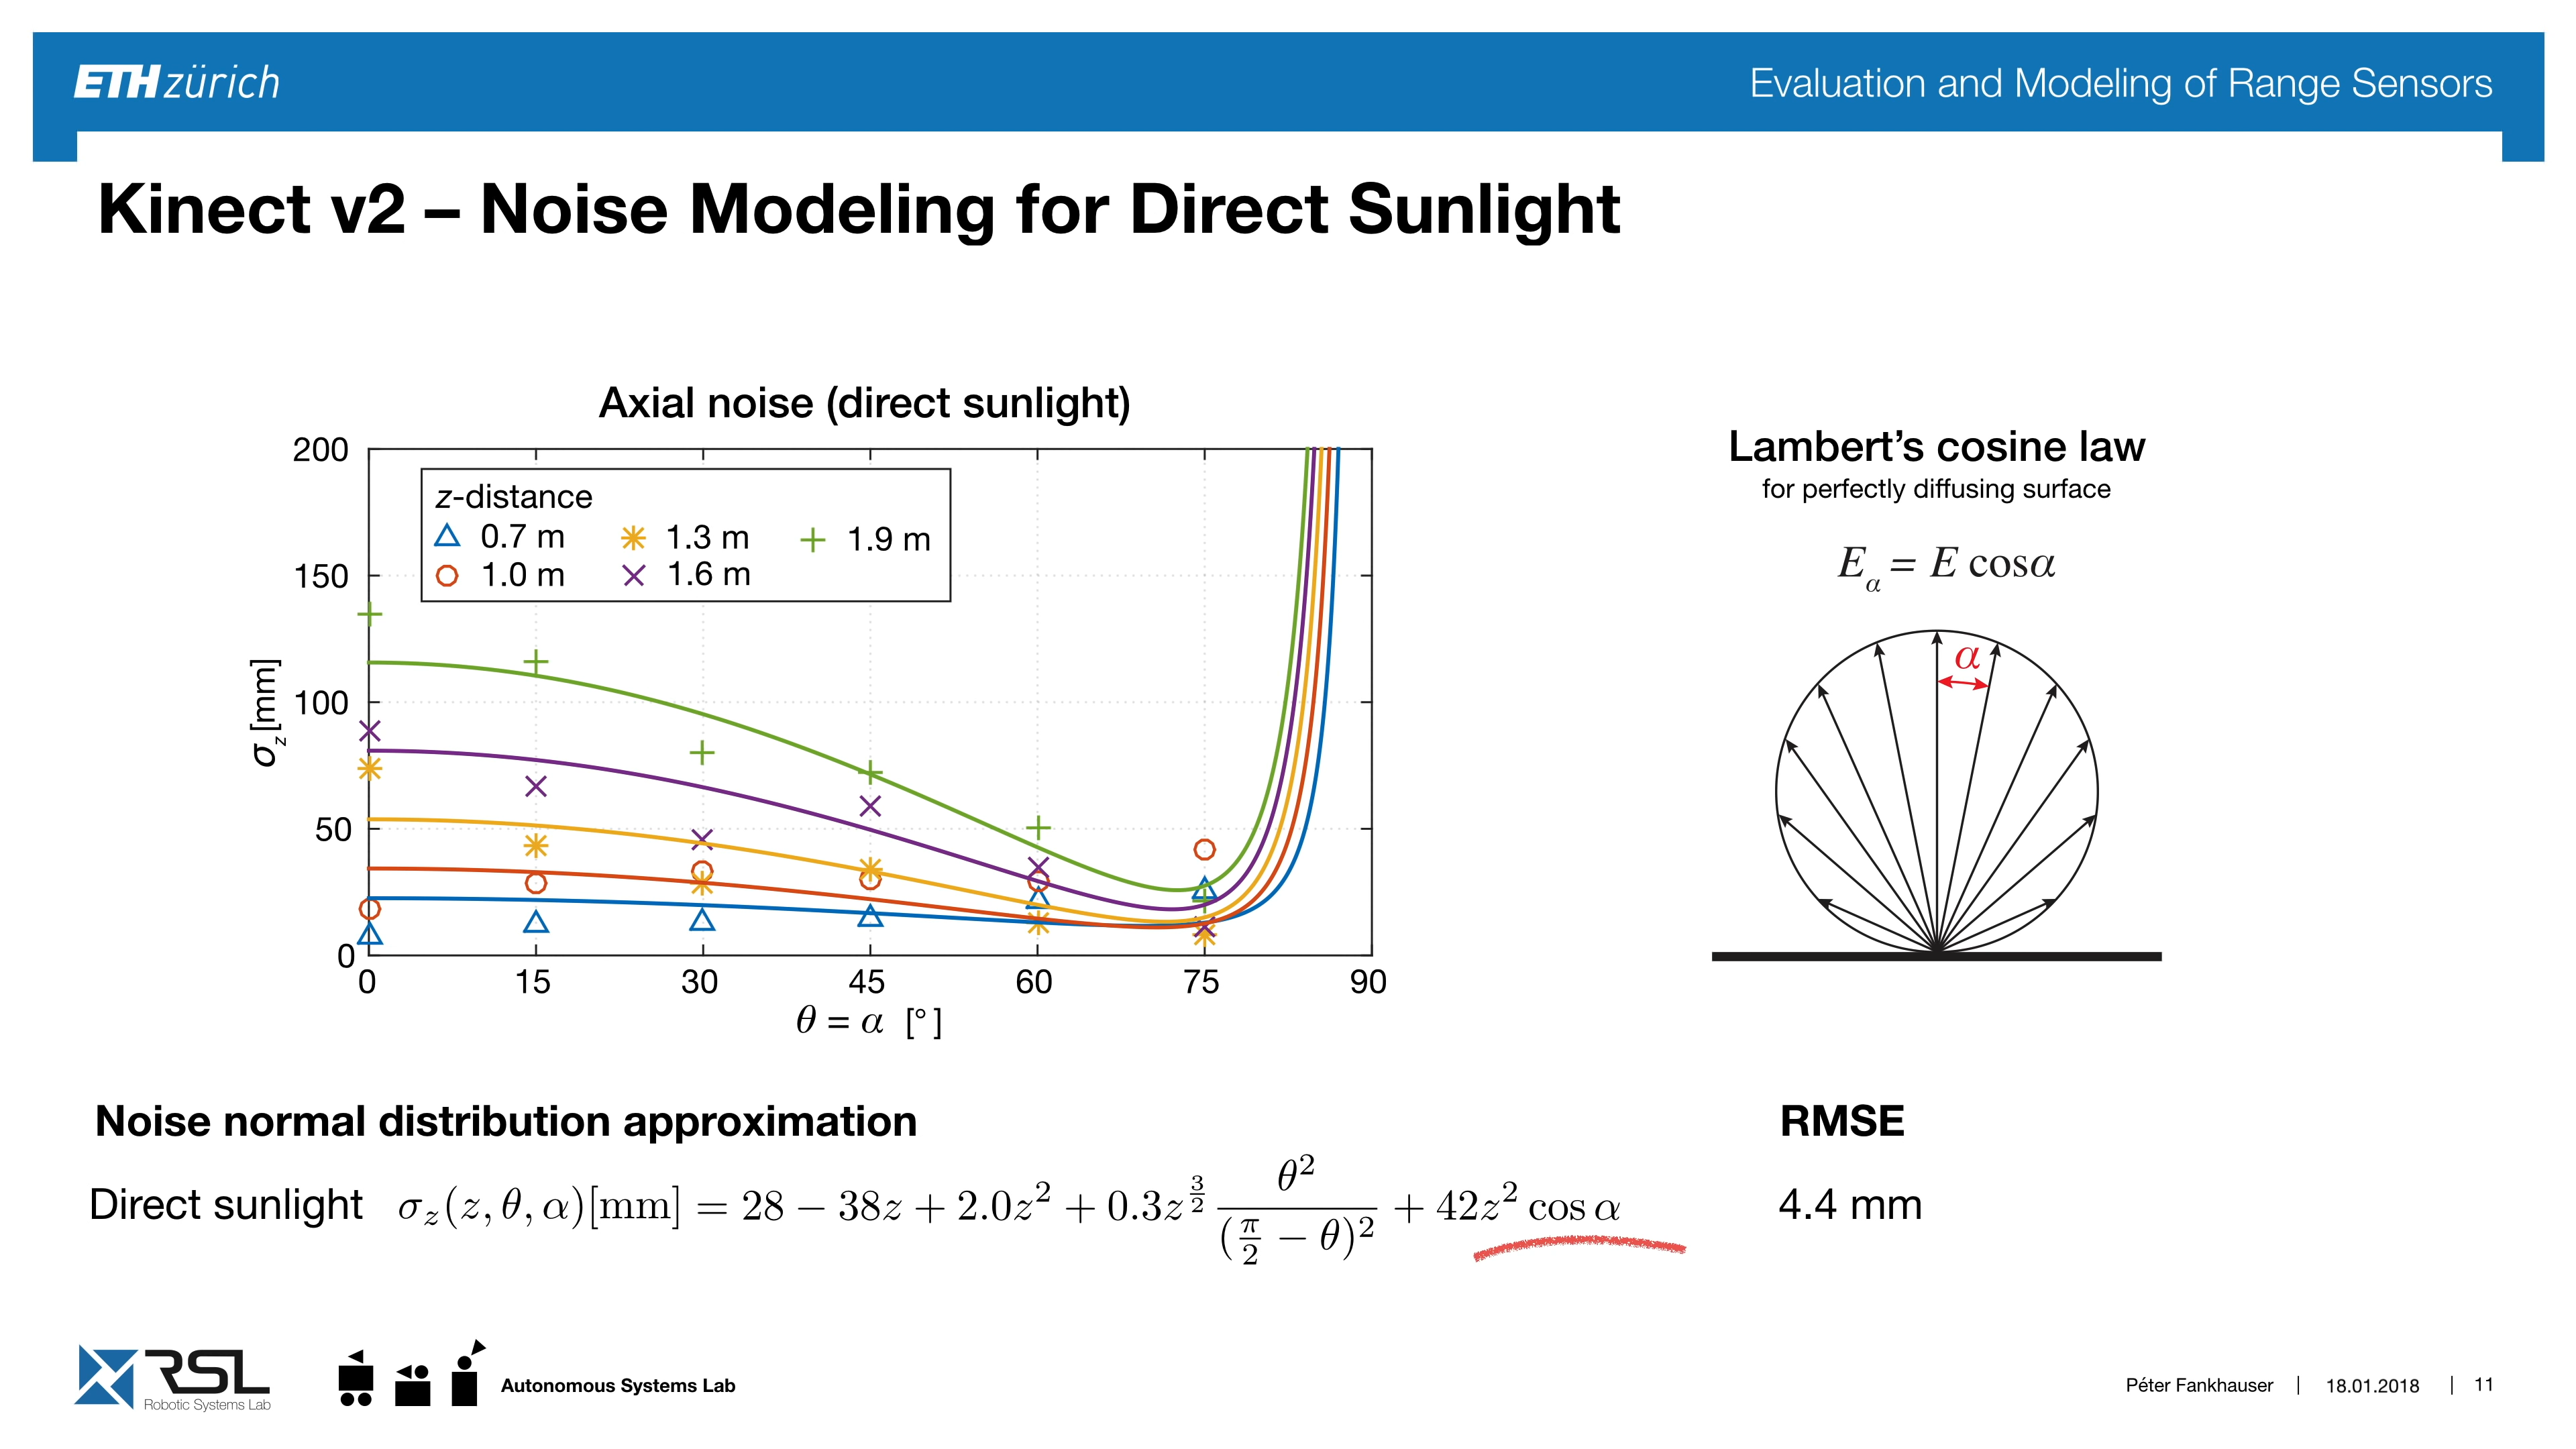 ETHzürich
Evaluation and Modeling of Range Sensors
Kinect v2 – Noise Modeling for Direct Sunlight
Axial noise (direct sunlight)
200
150
100
50
0
σz [mm]
z-distance
0.7 m 1.3 m 1.9 m
1.0 m 1.6 m
0 15 30 45 60 75 90
θ = α [°]
Lambert’s cosine law
for perfectly diffusing surface
Eα = E cosα
α
Noise normal distribution approximation
RMSE
Direct sunlight σz(z, θ, α)[mm] = 28 − 38z + 2.0z² + 0.3z^(3/2) θ²/(π/2 − θ)² + 42z² cos α
4.4 mm
RSL
Robotic Systems Lab
Autonomous Systems Lab
Péter Fankhauser | 18.01.2018 | 11